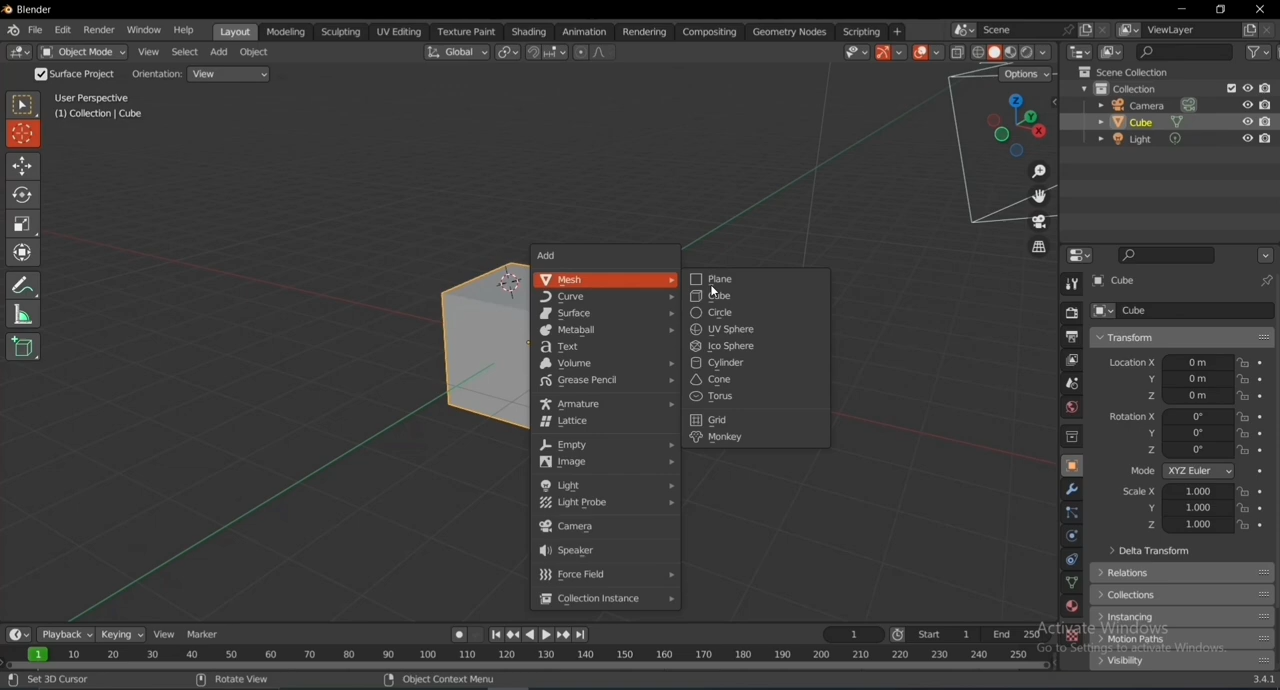 Blender
File Edit Render Window Help Layout Modeling Sculpting UV Editing Texture Paint Shading Animation Rendering Compositing Geometry Nodes Scripting + Scene ViewLayer
Object Mode View Select Add Object Global
Surface Project Orientation: View Options
User Perspective
(1) Collection | Cube
Z
Y
X
Scene Collection
Collection
Camera
Cube
Light
Add
Mesh
Curve
Surface
Metaball
Text
Volume
Grease Pencil
Armature
Lattice
Empty
Image
Light
Light Probe
Camera
Speaker
Force Field
Collection Instance
Plane
Cube
Circle
UV Sphere
Ico Sphere
Cylinder
Cone
Torus
Grid
Monkey
Cube
Cube
Transform
Location X 0 m
Y 0 m
Z 0 m
Rotation X 0°
Y 0°
Z 0°
Mode XYZ Euler
Scale X 1.000
Y 1.000
Z 1.000
Delta Transform
Relations
Collections
Instancing
Motion Paths
Visibility
Activate Windows
Go to Settings to activate Windows.
Playback Keying View Marker 1 Start 1 End 250
1 10 20 30 40 50 60 70 80 90 100 110 120 130 140 150 160 170 180 190 200 210 220 230 240 250
Set 3D Cursor Rotate View Object Context Menu 3.4.1